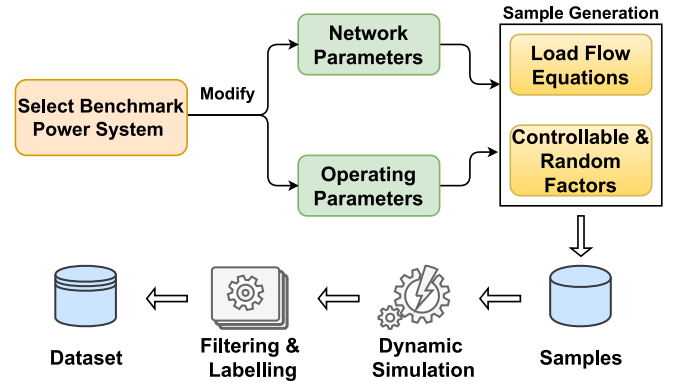 Sample Generation
Network
Parameters
Load Flow
Equations
Select Benchmark
Power System
Modify
Controllable &
Random
Factors
Operating
Parameters
Dataset
Filtering &
Labelling
Dynamic
Simulation
Samples